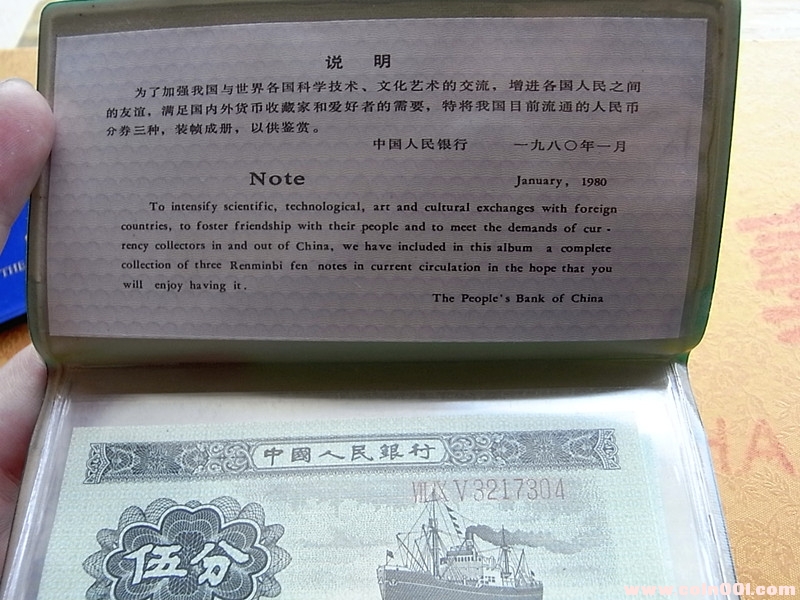 说 明
为了加强我国与世界各国科学技术、文化艺术的交流，增进各国人民之间
的友谊，满足国内外货币收藏家和爱好者的需要，特将我国目前流通的人民币
分券三种，装帧成册，以供鉴赏。
中国人民银行 一九八〇年一月
Note January, 1980
To intensify scientific, technological, art and cultural exchanges with foreign
countries, to foster friendship with their people and to meet the demands of cur -
rency collectors in and out of China, we have included in this album a complete
collection of three Renminbi fen notes in current circulation in the hope that you
will enjoy having it.
The People's Bank of China
THE
中國人民銀行
VIII IX V 3217304
伍分